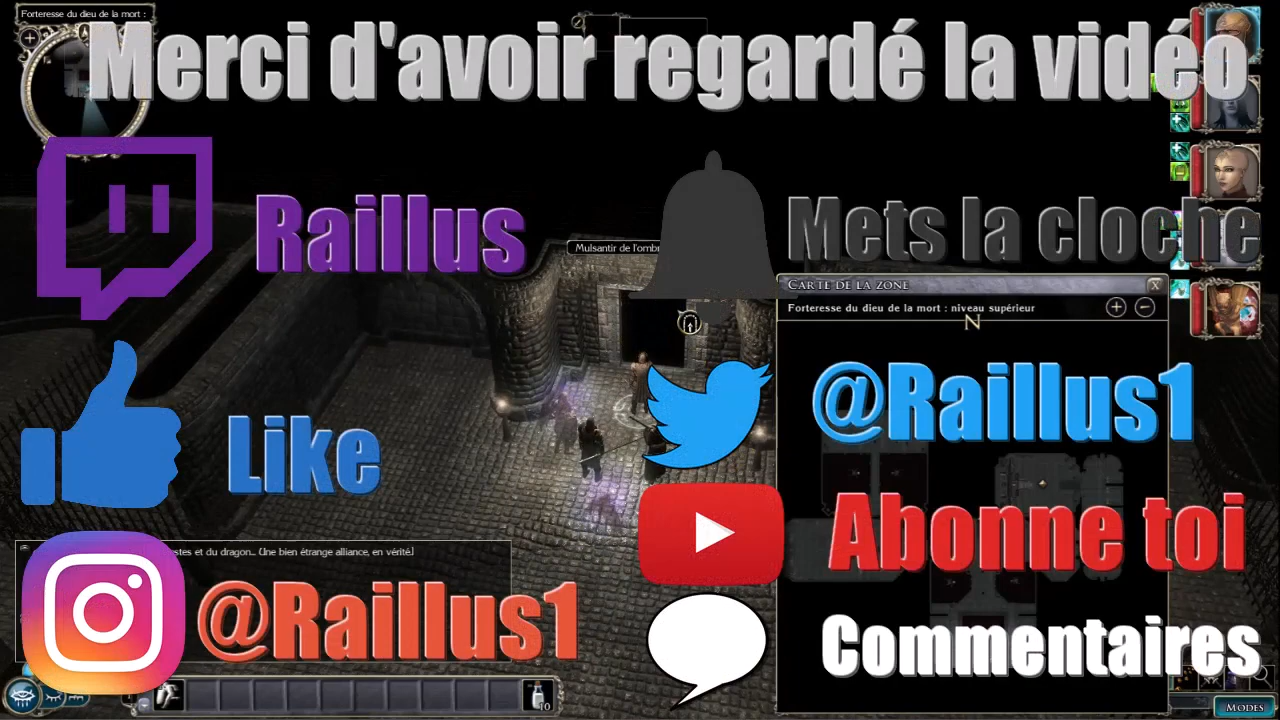 Forteresse du dieu de la mort :
Merci d'avoir regardé la vidéo
Raillus
Mets la cloche
Mulsantir de l'ombr
CARTE DE LA ZONE
X
Forteresse du dieu de la mort : niveau supérieur
N
@Raillus1
Like
Abonne toi
et du dragon... (Une bien étrange alliance, en vérité.)
@Raillus1
Commentaires
10
MODES